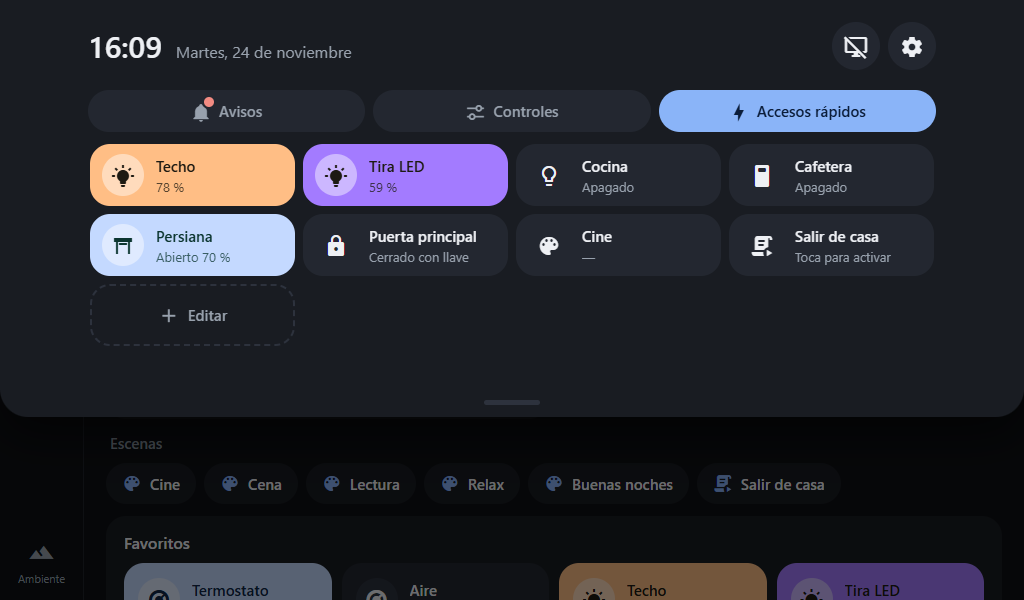 16:09 Martes, 24 de noviembre
Avisos
Controles
Accesos rápidos
Techo
78 %
Tira LED
59 %
Cocina
Apagado
Cafetera
Apagado
Persiana
Abierto 70 %
Puerta principal
Cerrado con llave
Cine
—
Salir de casa
Toca para activar
Editar
Escenas
Cine
Cena
Lectura
Relax
Buenas noches
Salir de casa
Ambiente
Favoritos
Termostato
Aire
Techo
Tira LED